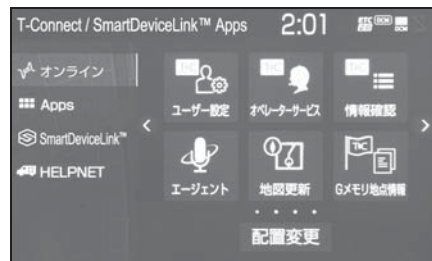 T-Connect / SmartDeviceLink™ Apps
2:01
オンライン
Apps
SmartDeviceLink™
HELPNET
ユーザー設定
オペレーターサービス
情報確認
エージェント
地図更新
Gメモリ地点情報
配置変更